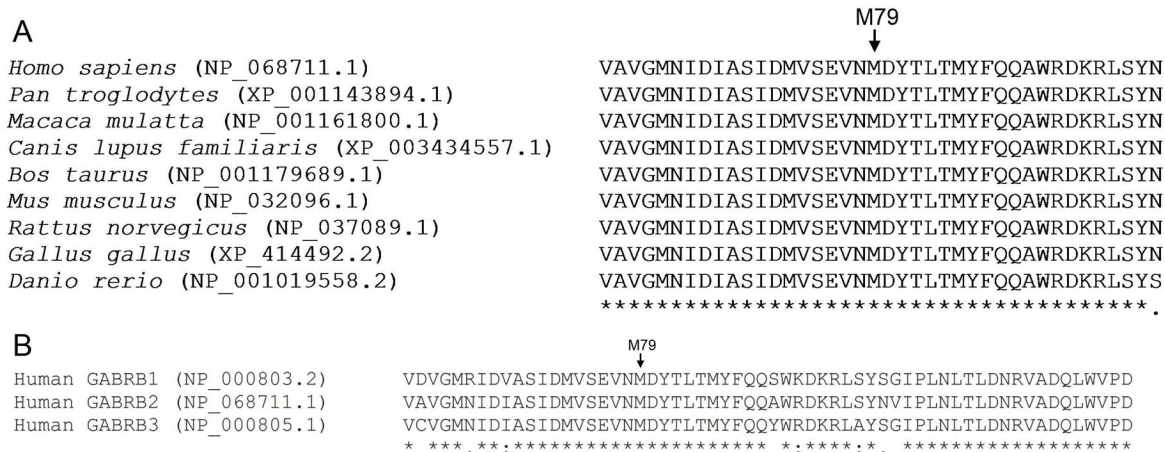 M79
A
Homo sapiens (NP_068711.1) VAVGMNIDIASIDMVSEVNMDYTLTMYFQQAWRDKRLSYN
Pan troglodytes (XP_001143894.1) VAVGMNIDIASIDMVSEVNMDYTLTMYFQQAWRDKRLSYN
Macaca mulatta (NP_001161800.1) VAVGMNIDIASIDMVSEVNMDYTLTMYFQQAWRDKRLSYN
Canis lupus familiaris (XP_003434557.1) VAVGMNIDIASIDMVSEVNMDYTLTMYFQQAWRDKRLSYN
Bos taurus (NP_001179689.1) VAVGMNIDIASIDMVSEVNMDYTLTMYFQQAWRDKRLSYN
Mus musculus (NP_032096.1) VAVGMNIDIASIDMVSEVNMDYTLTMYFQQAWRDKRLSYN
Rattus norvegicus (NP_037089.1) VAVGMNIDIASIDMVSEVNMDYTLTMYFQQAWRDKRLSYN
Gallus gallus (XP_414492.2) VAVGMNIDIASIDMVSEVNMDYTLTMYFQQAWRDKRLSYN
Danio rerio (NP_001019558.2) VAVGMNIDIASIDMVSEVNMDYTLTMYFQQAWRDKRLSYS
***************************************.
B
M79
Human GABRB1 (NP_000803.2) VDVGMRIDVASIDMVSEVNMDYTLTMYFQQSWKDKRLSYSGIPLNLTLDNRVADQLWVPD
Human GABRB2 (NP_068711.1) VAVGMNIDIASIDMVSEVNMDYTLTMYFQQAWRDKRLSYNVIPLNLTLDNRVADQLWVPD
Human GABRB3 (NP_000805.1) VCVGMNIDIASIDMVSEVNMDYTLTMYFQQYWRDKRLAYSGIPLNLTLDNRVADQLWVPD
* ***.**:********************* *:****:*. *******************